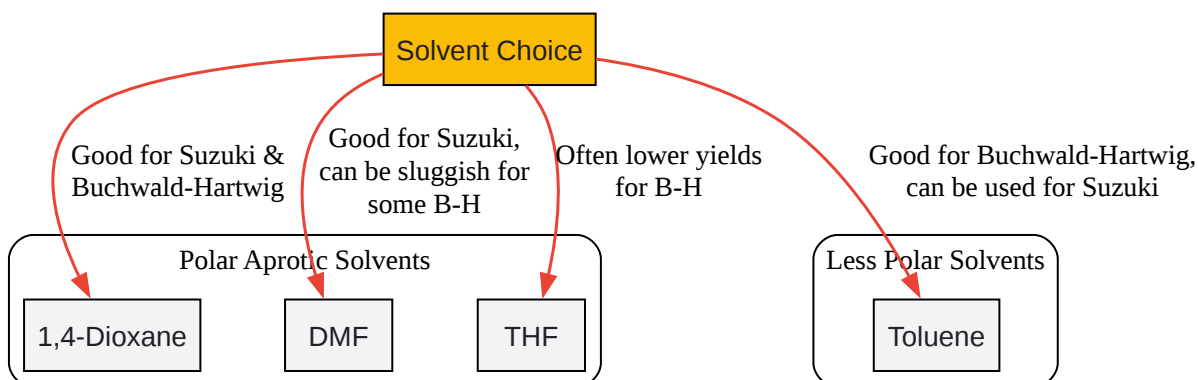 Solvent Choice
Good for Suzuki &
Buchwald-Hartwig
Good for Suzuki,
can be sluggish for
some B-H
Often lower yields
for B-H
Good for Buchwald-Hartwig,
can be used for Suzuki
Polar Aprotic Solvents
Less Polar Solvents
1,4-Dioxane
DMF
THF
Toluene